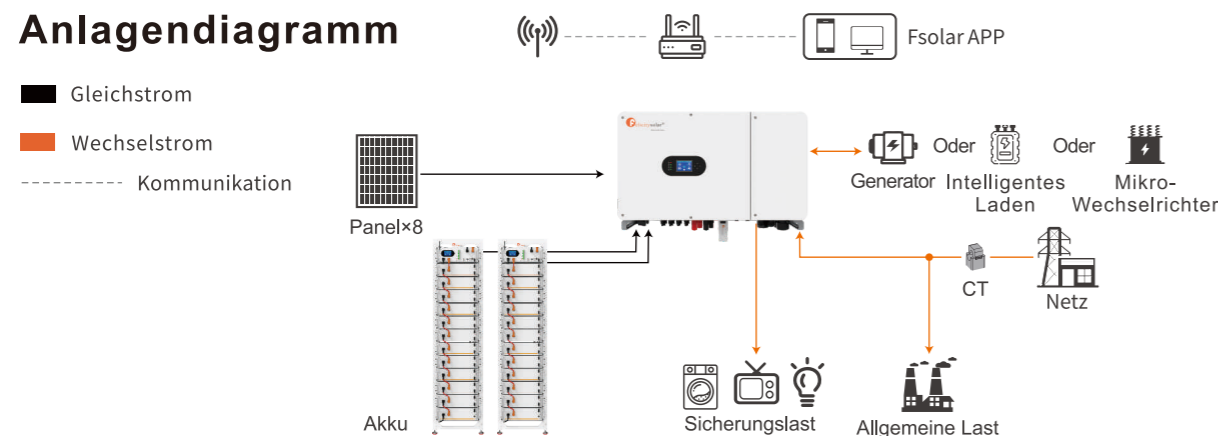 Anlagendiagramm
Fsolar APP
Gleichstrom
Wechselstrom
Kommunikation
Panel×8
Generator
Oder
Intelligentes
Laden
Oder
Mikro-
Wechselrichter
CT
Netz
Akku
Sicherungslast
Allgemeine Last